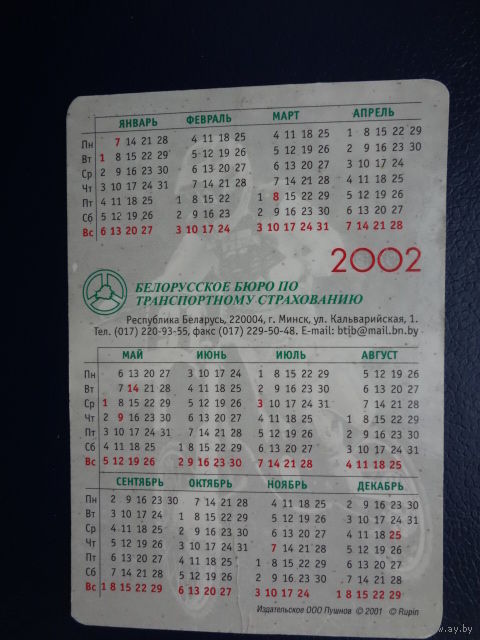 ЯНВАРЬ ФЕВРАЛЬ МАРТ АПРЕЛЬ
Пн 7 14 21 28 4 11 18 25 4 11 18 25 1 8 15 22 29
Вт 1 8 15 22 29 5 12 19 26 5 12 19 26 2 9 16 23 30
Ср 2 9 16 23 30 6 13 20 27 6 13 20 27 3 10 17 24
Чт 3 10 17 24 31 7 14 21 28 7 14 21 28 4 11 18 25
Пт 4 11 18 25 1 8 15 22 1 8 15 22 29 5 12 19 26
Сб 5 12 19 26 2 9 16 23 2 9 16 23 30 6 13 20 27
Вс 6 13 20 27 3 10 17 24 3 10 17 24 31 7 14 21 28
2002
БЕЛОРУССКОЕ БЮРО ПО
ТРАНСПОРТНОМУ СТРАХОВАНИЮ
Республика Беларусь, 220004, г. Минск, ул. Кальварийская, 1.
Тел. (017) 220-93-55, факс (017) 229-50-48. E-mail: btib@mail.bn.by
МАЙ ИЮНЬ ИЮЛЬ АВГУСТ
Пн 6 13 20 27 3 10 17 24 1 8 15 22 29 5 12 19 26
Вт 7 14 21 28 4 11 18 25 2 9 16 23 30 6 13 20 27
Ср 1 8 15 22 29 5 12 19 26 3 10 17 24 31 7 14 21 28
Чт 2 9 16 23 30 6 13 20 27 4 11 18 25 1 8 15 22 29
Пт 3 10 17 24 31 7 14 21 28 5 12 19 26 2 9 16 23 30
Сб 4 11 18 25 1 8 15 22 29 6 13 20 27 3 10 17 24 31
Вс 5 12 19 26 2 9 16 23 30 7 14 21 28 4 11 18 25
СЕНТЯБРЬ ОКТЯБРЬ НОЯБРЬ ДЕКАБРЬ
Пн 2 9 16 23 30 7 14 21 28 4 11 18 25 2 9 16 23 30
Вт 3 10 17 24 1 8 15 22 29 5 12 19 26 3 10 17 24 31
Ср 4 11 18 25 2 9 16 23 30 6 13 20 27 4 11 18 25
Чт 5 12 19 26 3 10 17 24 31 7 14 21 28 5 12 19 26
Пт 6 13 20 27 4 11 18 25 1 8 15 22 29 6 13 20 27
Сб 7 14 21 28 5 12 19 26 2 9 16 23 30 7 14 21 28
Вс 1 8 15 22 29 6 13 20 27 3 10 17 24 1 8 15 22 29
Издательское ООО Пушнов © 2001 © Rupin